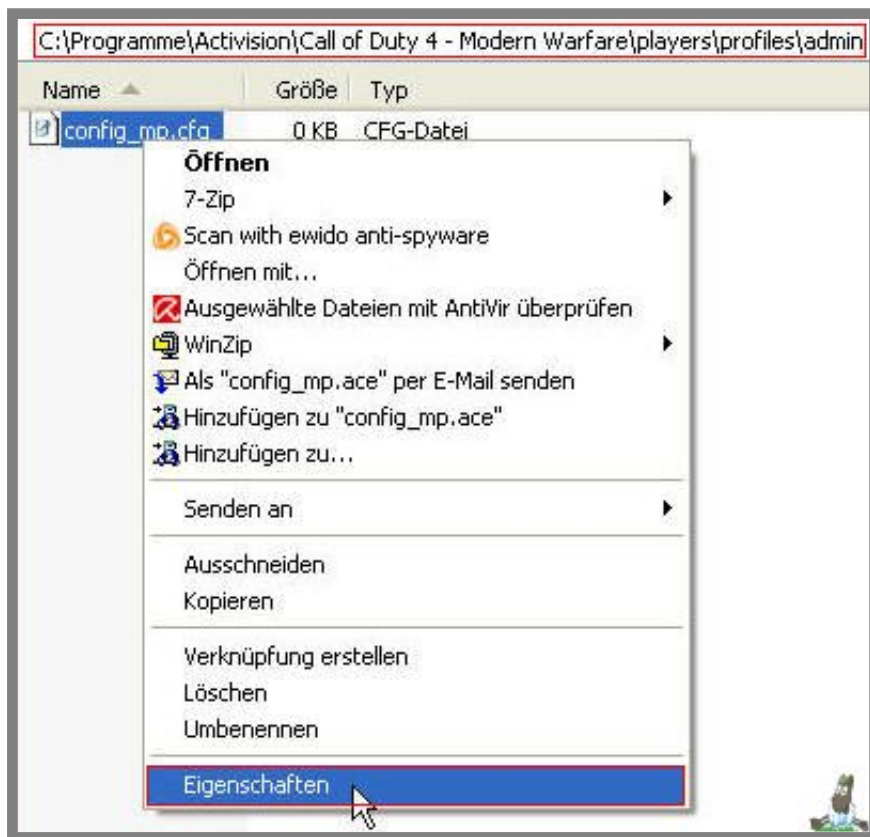 C:\Programme\Activision\Call of Duty 4 - Modern Warfare\players\profiles\admin
Name Größe Typ
config_mp.cfg 0 KB CFG-Datei
Öffnen
7-Zip
Scan with ewido anti-spyware
Öffnen mit...
Ausgewählte Dateien mit AntiVir überprüfen
WinZip
Als "config_mp.ace" per E-Mail senden
Hinzufügen zu "config_mp.ace"
Hinzufügen zu...
Senden an
Ausschneiden
Kopieren
Verknüpfung erstellen
Löschen
Umbenennen
Eigenschaften